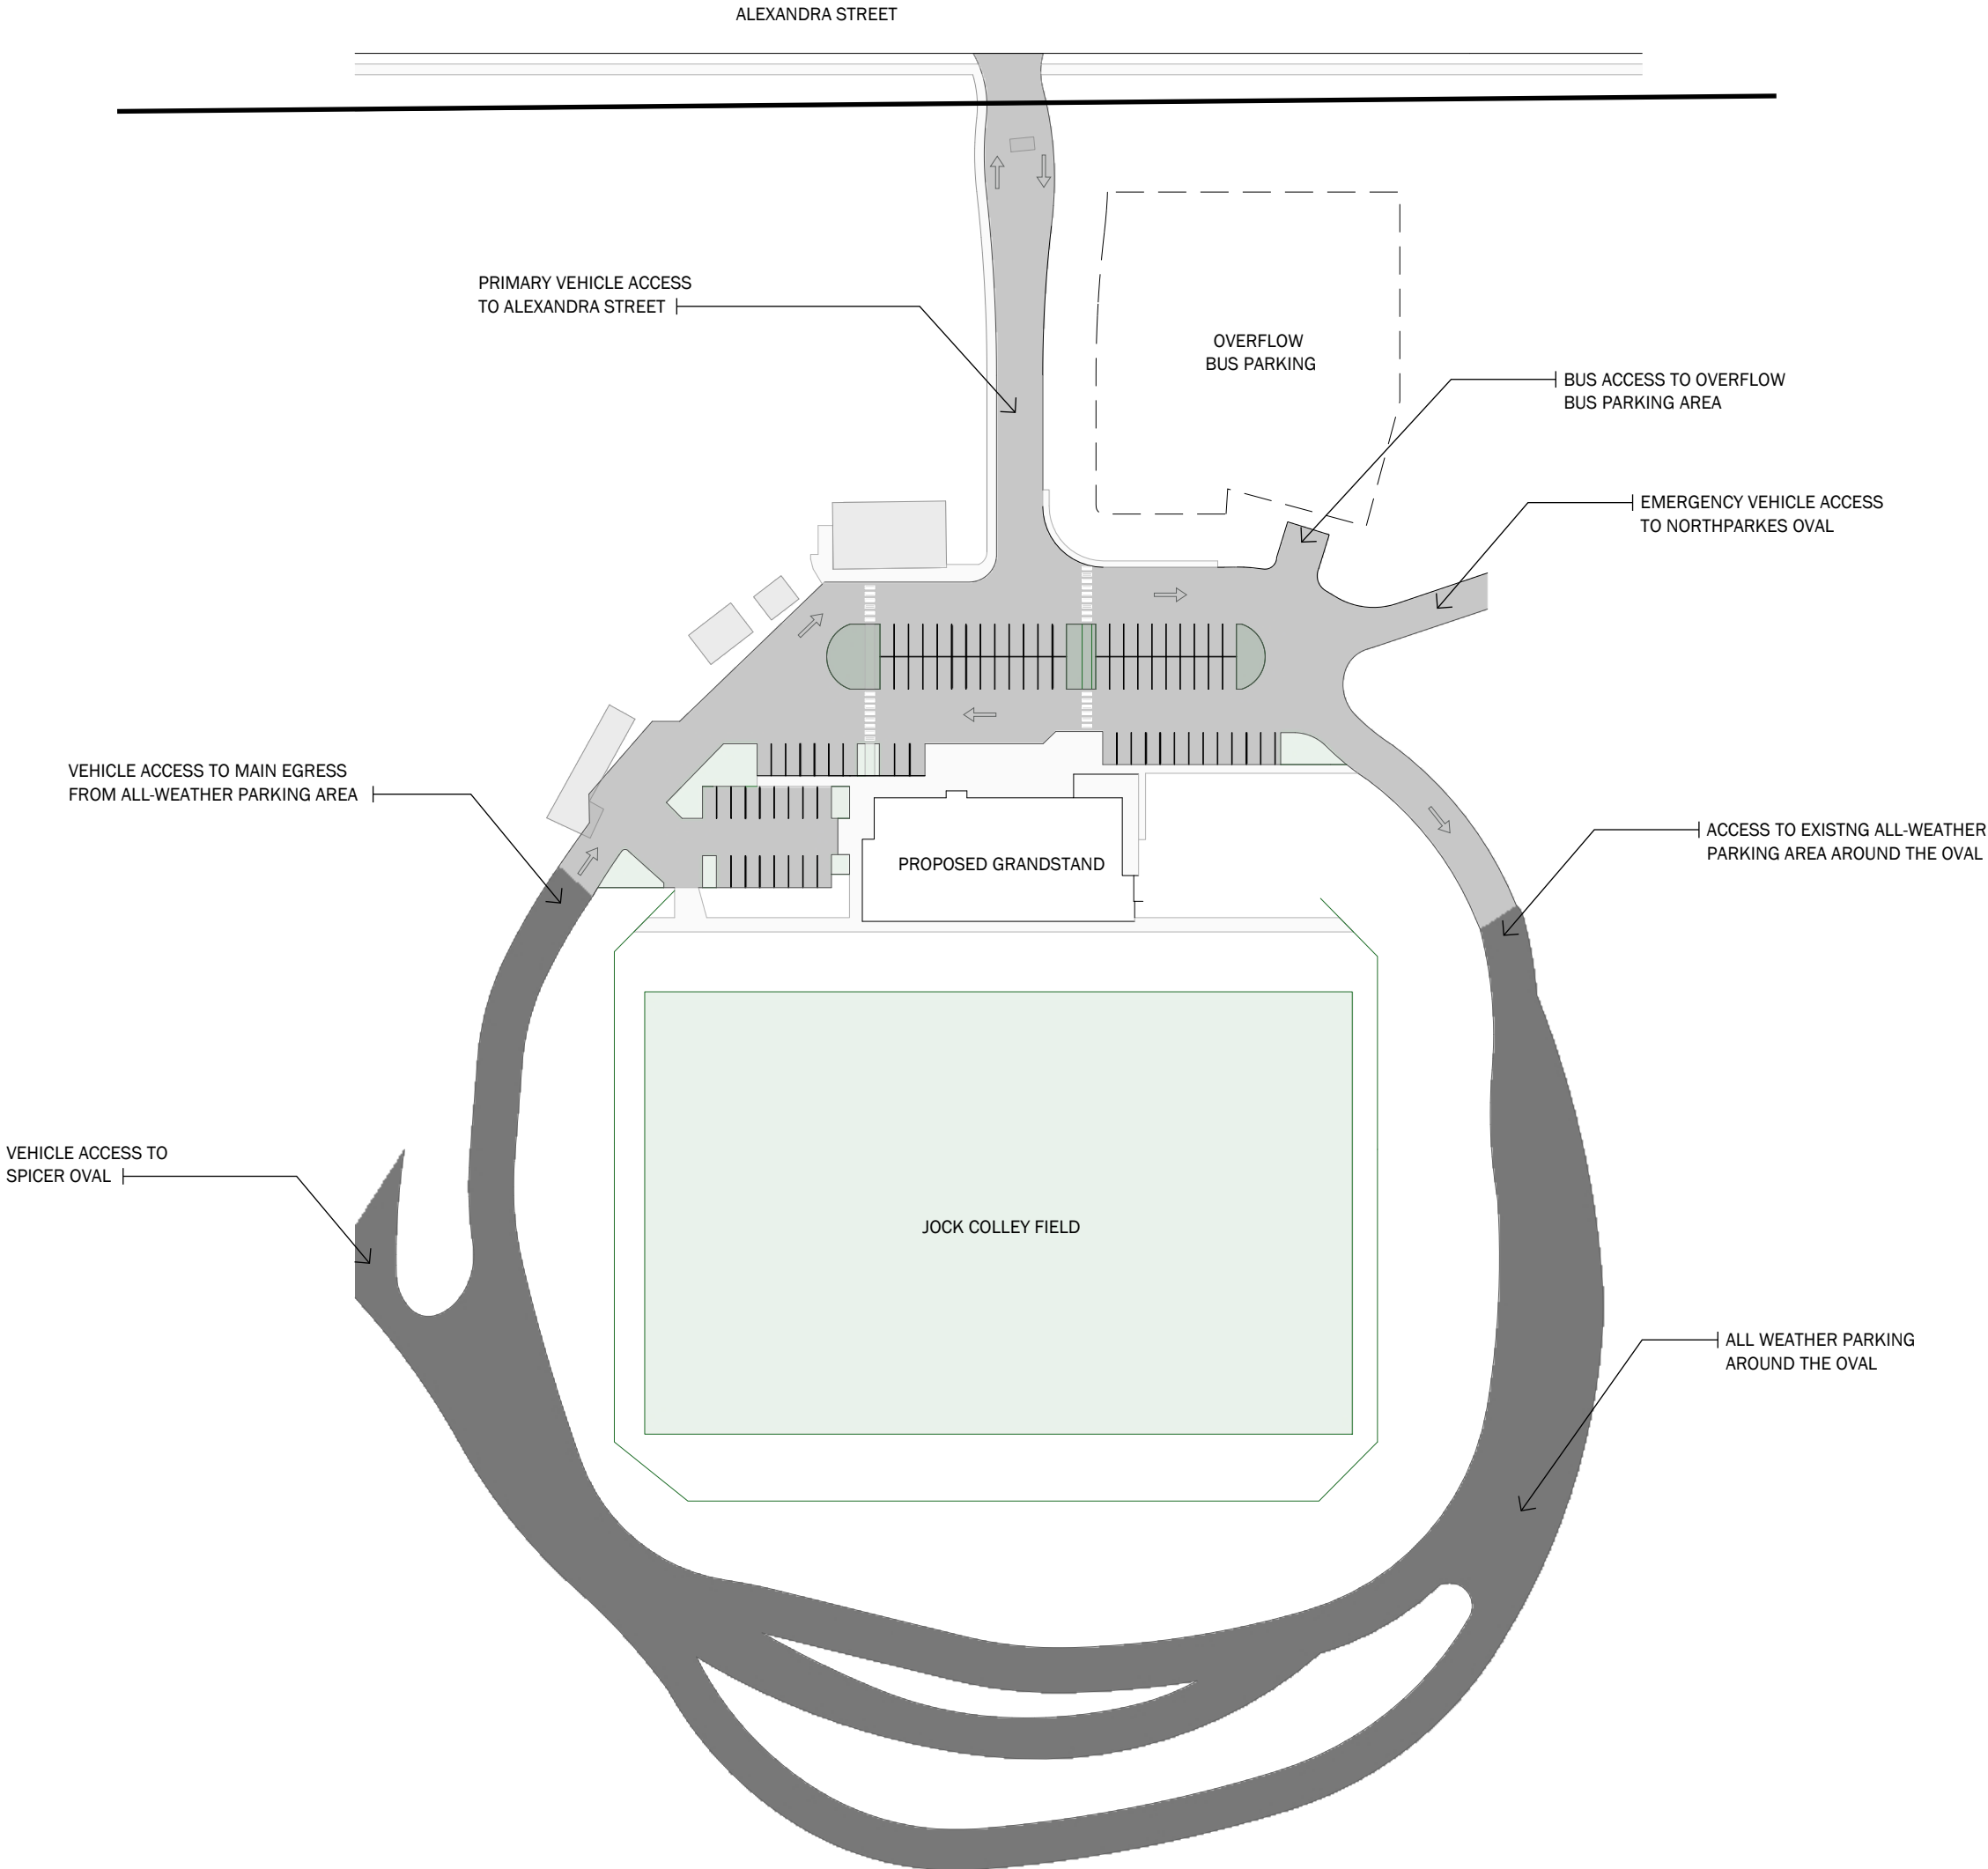 ALEXANDRA STREET
PRIMARY VEHICLE ACCESS
TO ALEXANDRA STREET
OVERFLOW
BUS PARKING
BUS ACCESS TO OVERFLOW
BUS PARKING AREA
EMERGENCY VEHICLE ACCESS
TO NORTHPARKES OVAL
VEHICLE ACCESS TO MAIN EGRESS
FROM ALL-WEATHER PARKING AREA
ACCESS TO EXISTNG ALL-WEATHER
PARKING AREA AROUND THE OVAL
PROPOSED GRANDSTAND
VEHICLE ACCESS TO
SPICER OVAL
JOCK COLLEY FIELD
ALL WEATHER PARKING
AROUND THE OVAL